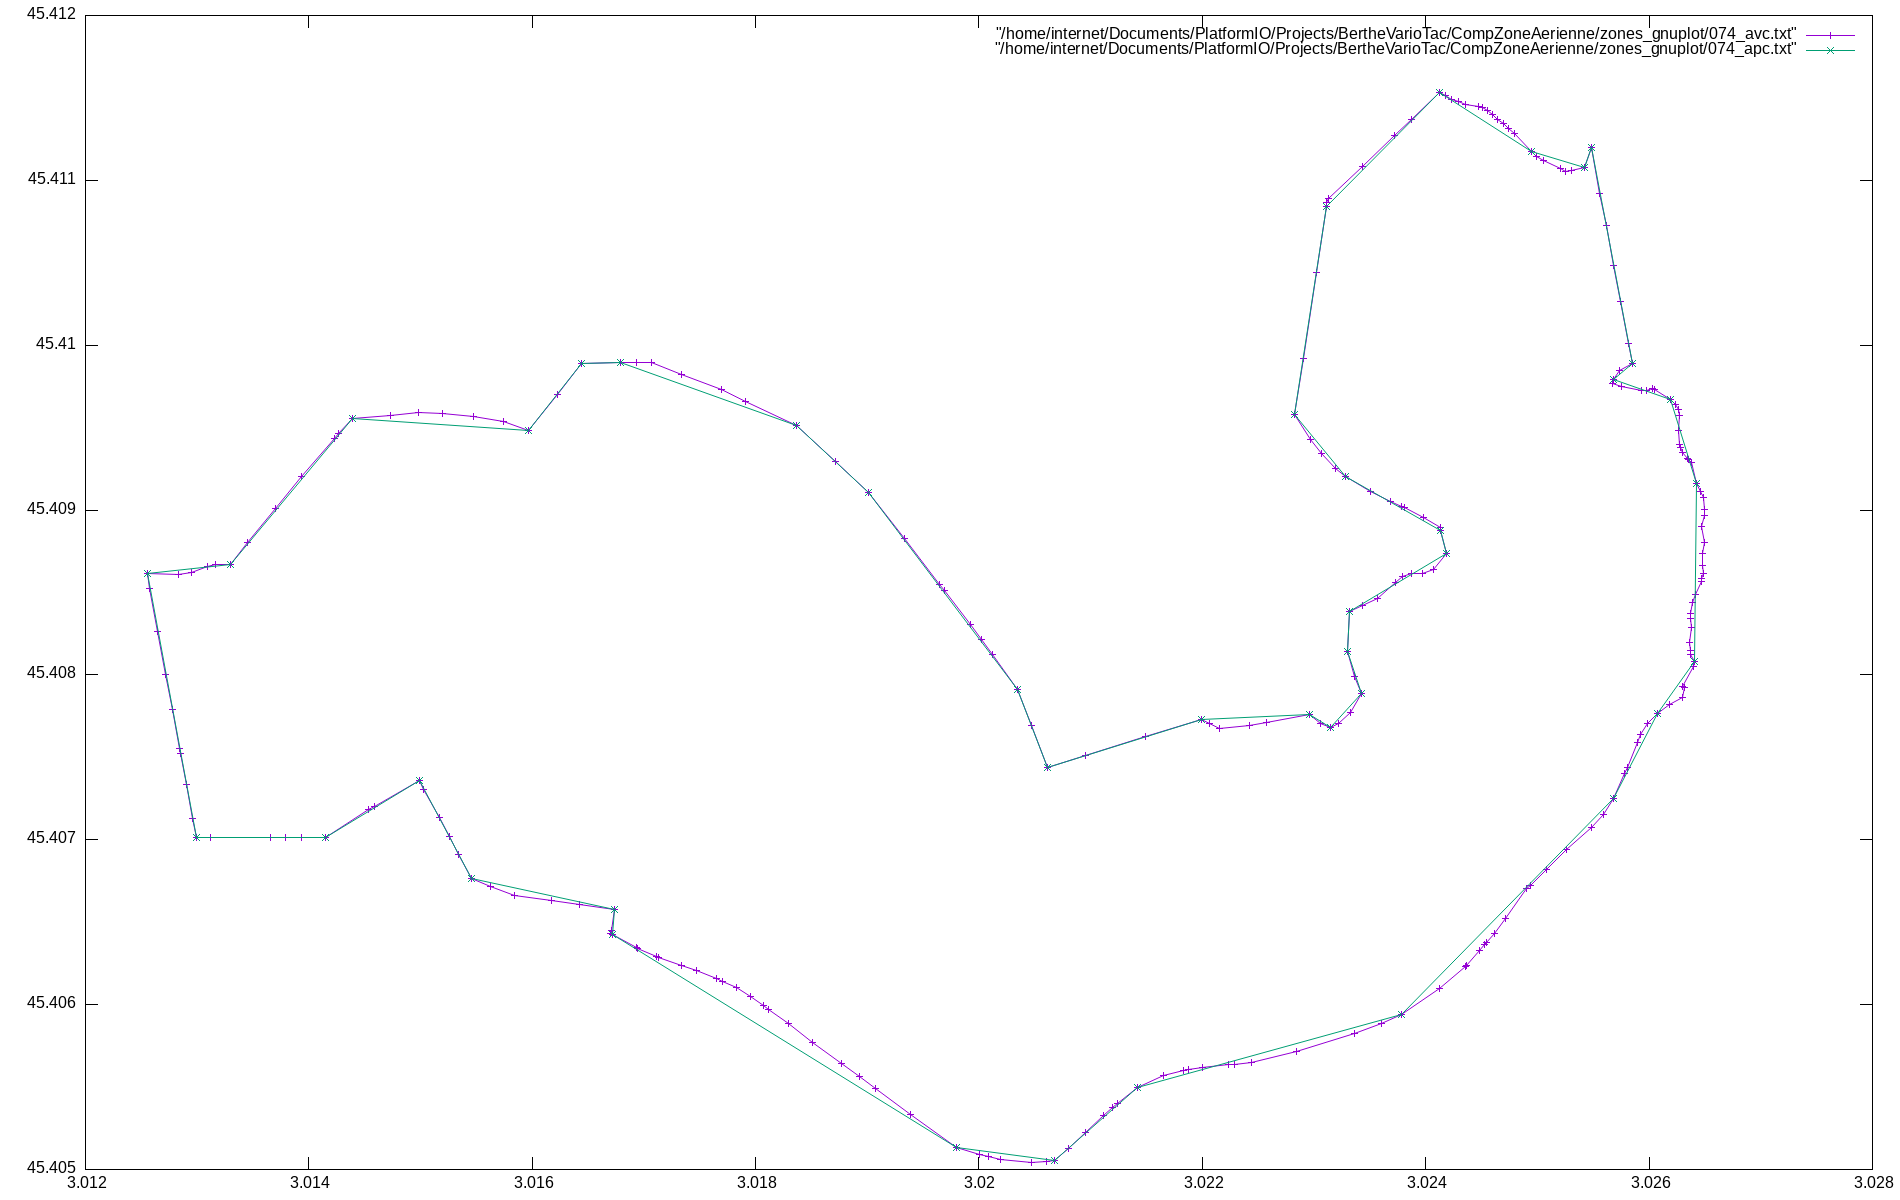 45.412
"/home/internet/Documents/PlatformIO/Projects/BertheVarioTac/CompZoneAerienne/zones_gnuplot/074_avc.txt"
"/home/internet/Documents/PlatformIO/Projects/BertheVarioTac/CompZoneAerienne/zones_gnuplot/074_apc.txt"
45.411
45.41
45.409
45.408
45.407
45.406
45.405
3.012 3.014 3.016 3.018 3.02 3.022 3.024 3.026 3.028